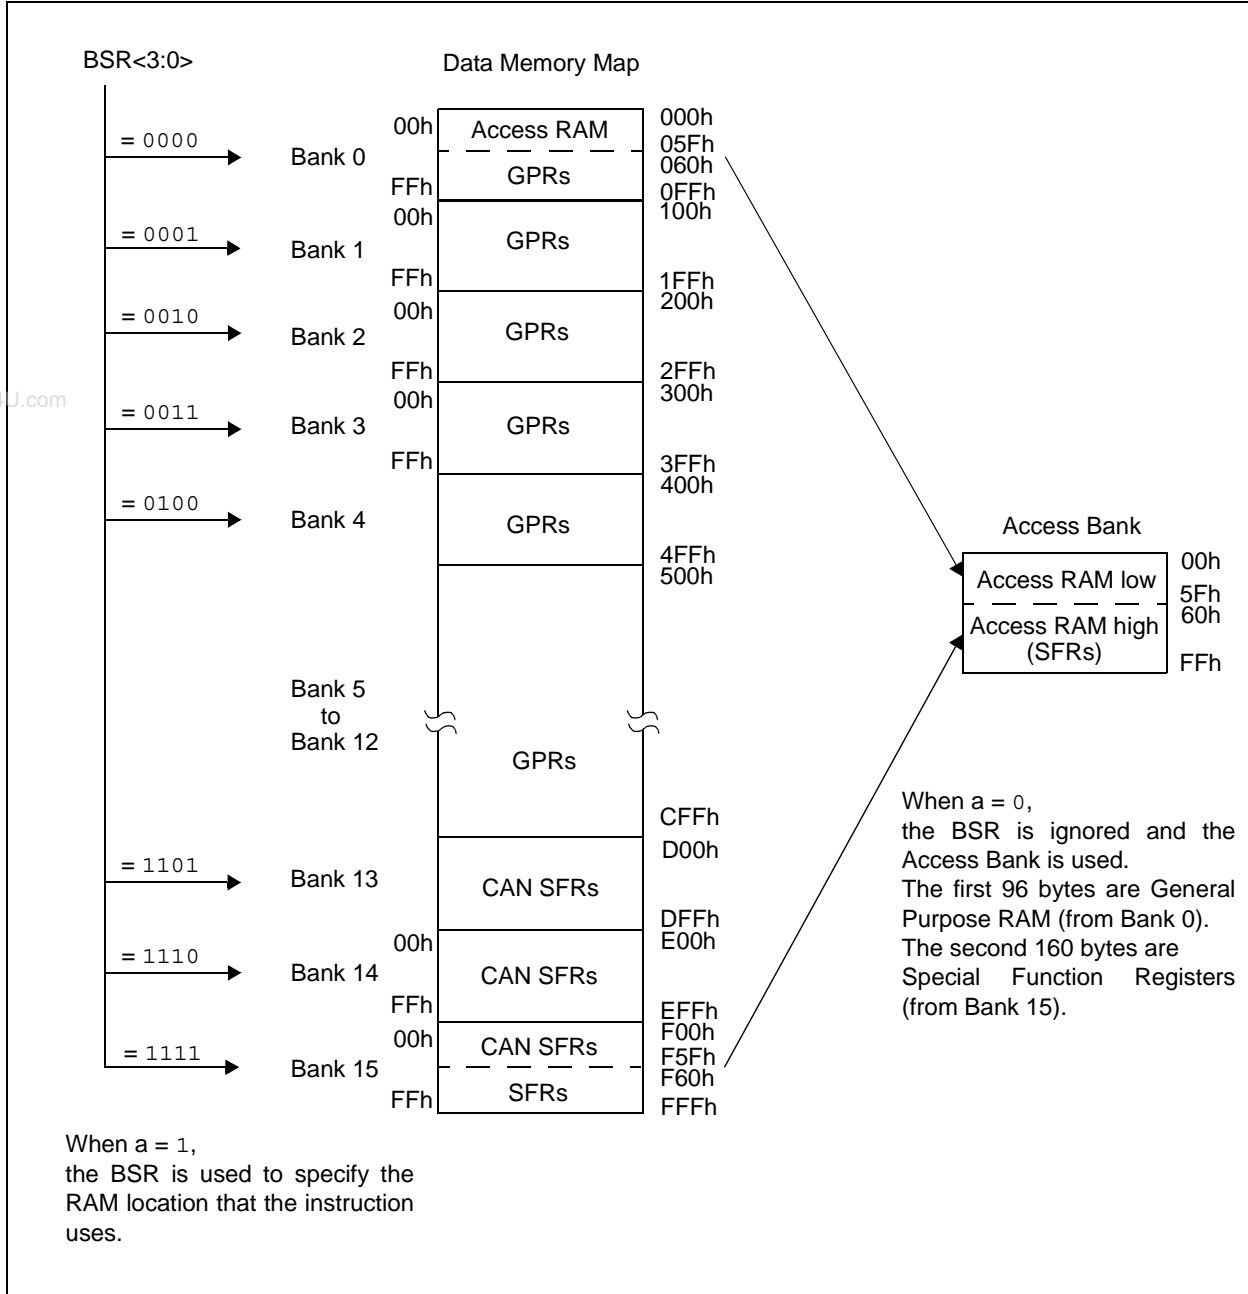 BSR<3:0>
Data Memory Map
= 0000
Bank 0
00h
Access RAM
000h
05Fh
060h
FFh
GPRs
0FFh
= 0001
Bank 1
00h
GPRs
100h
FFh
1FFh
= 0010
Bank 2
00h
GPRs
200h
FFh
2FFh
4U.com
= 0011
Bank 3
00h
GPRs
300h
FFh
3FFh
= 0100
Bank 4
GPRs
400h
4FFh
500h
Bank 5
to
Bank 12
GPRs
CFFh
= 1101
Bank 13
CAN SFRs
D00h
DFFh
= 1110
Bank 14
00h
CAN SFRs
E00h
FFh
EFFh
= 1111
Bank 15
00h
CAN SFRs
F00h
F5Fh
F60h
FFh
SFRs
FFFh
Access Bank
Access RAM low
00h
5Fh
60h
Access RAM high
(SFRs)
FFh
When a = 0,
the BSR is ignored and the
Access Bank is used.
The first 96 bytes are General
Purpose RAM (from Bank 0).
The second 160 bytes are
Special Function Registers
(from Bank 15).
When a = 1,
the BSR is used to specify the
RAM location that the instruction
uses.